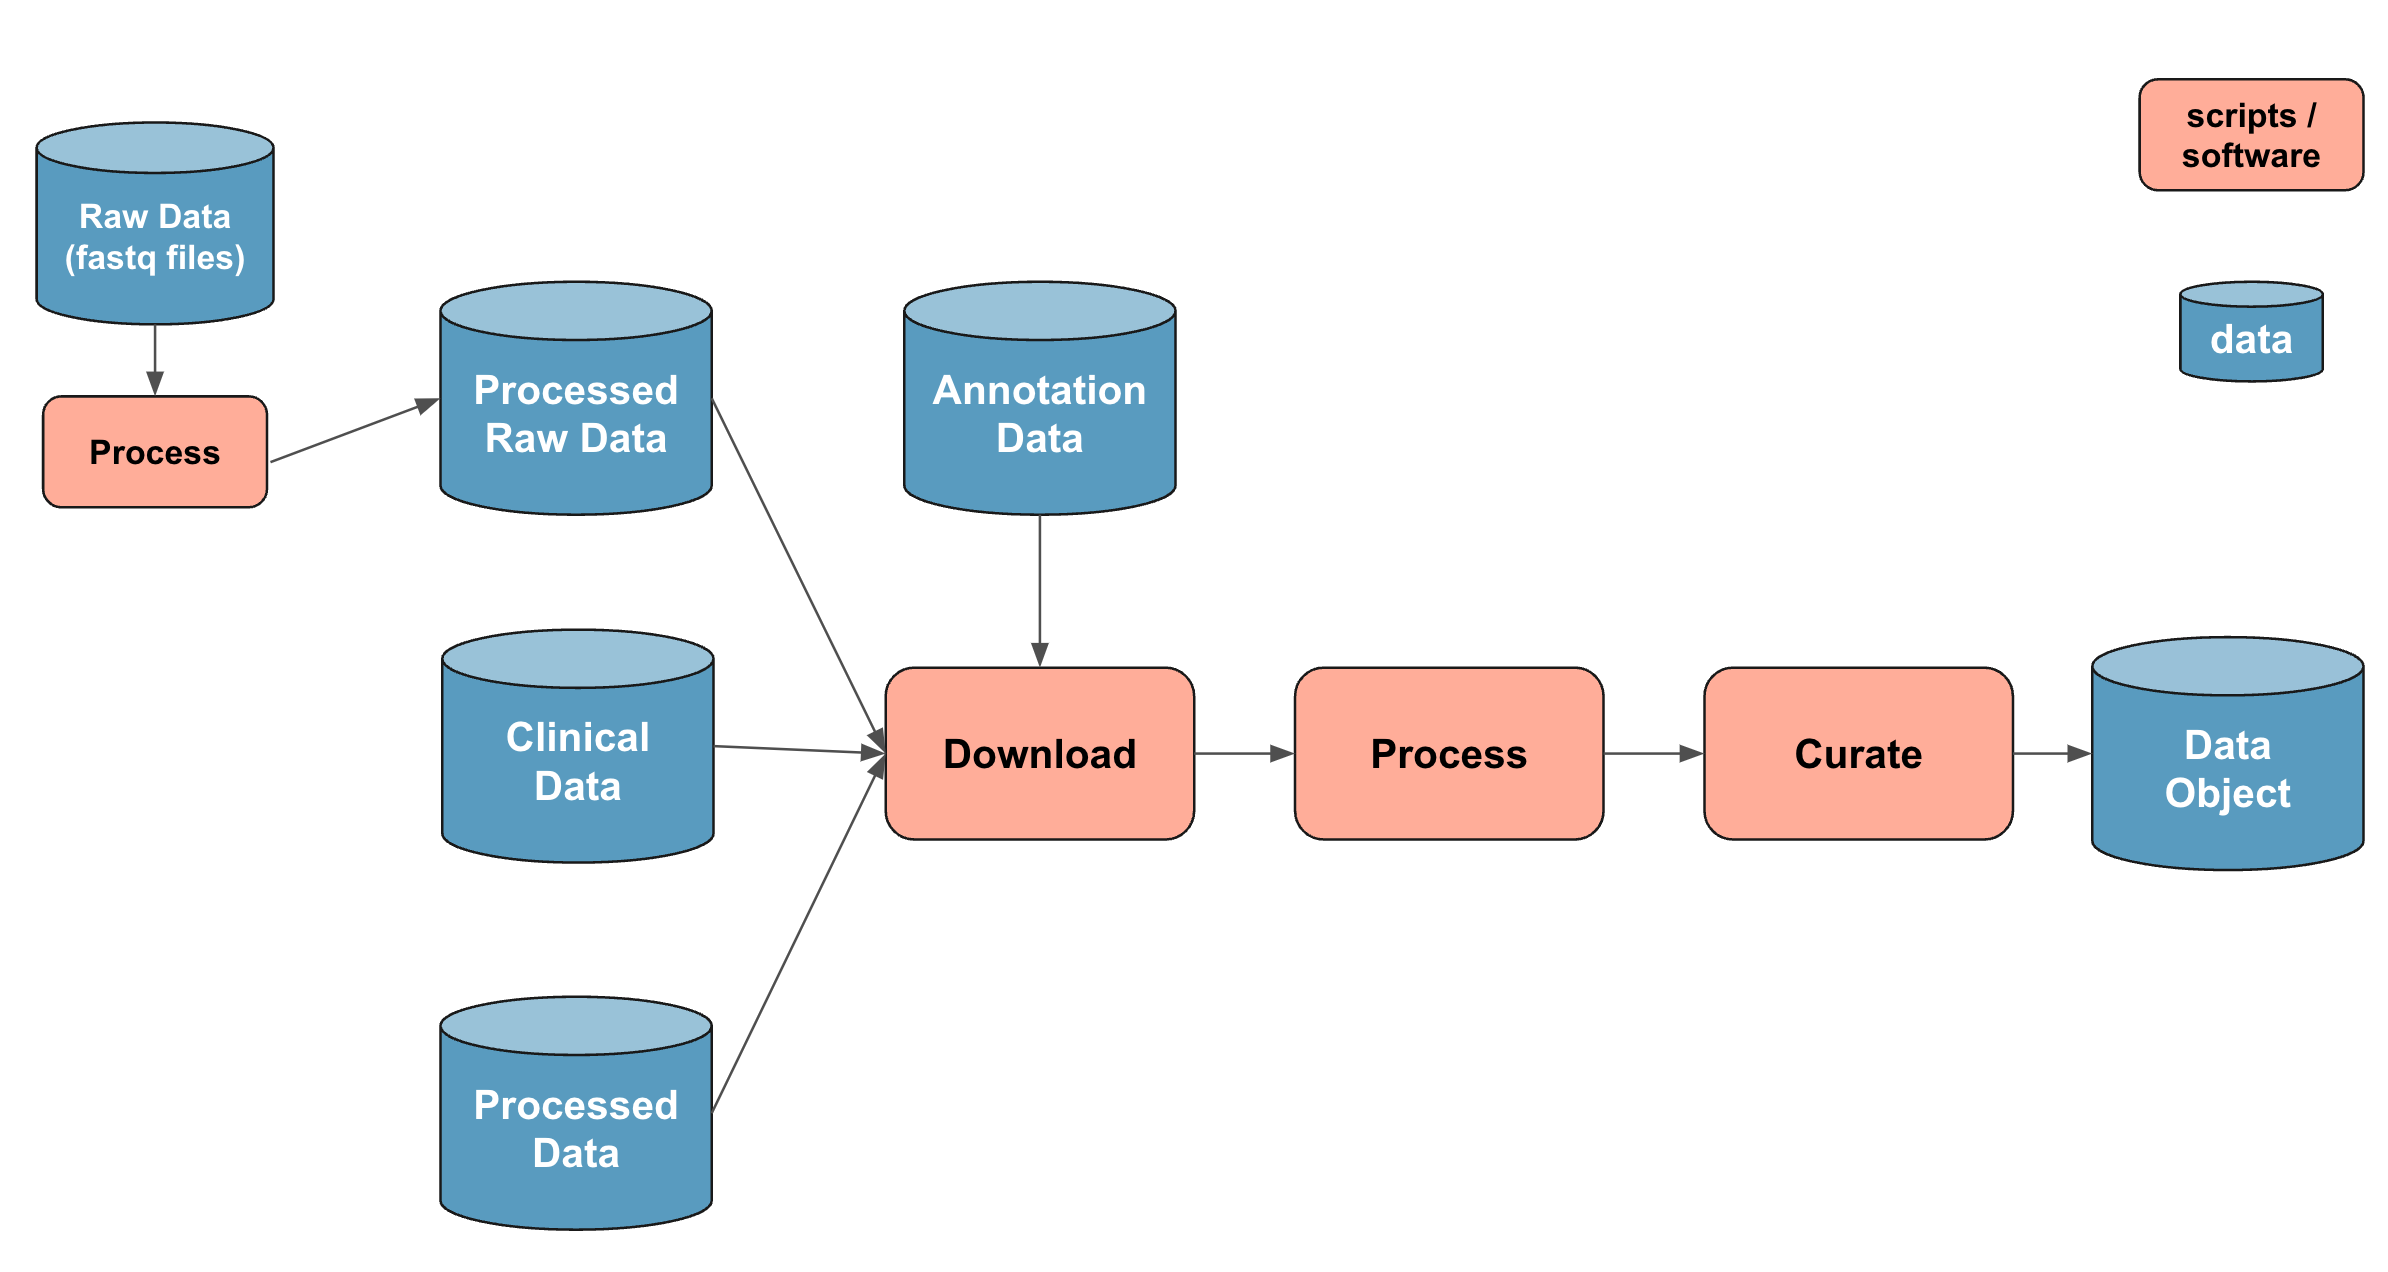 scripts /
software
Raw Data
(fastq files)
data
Processed
Raw Data
Annotation
Data
Process
Clinical
Data
Download
Process
Curate
Data
Object
Processed
Data